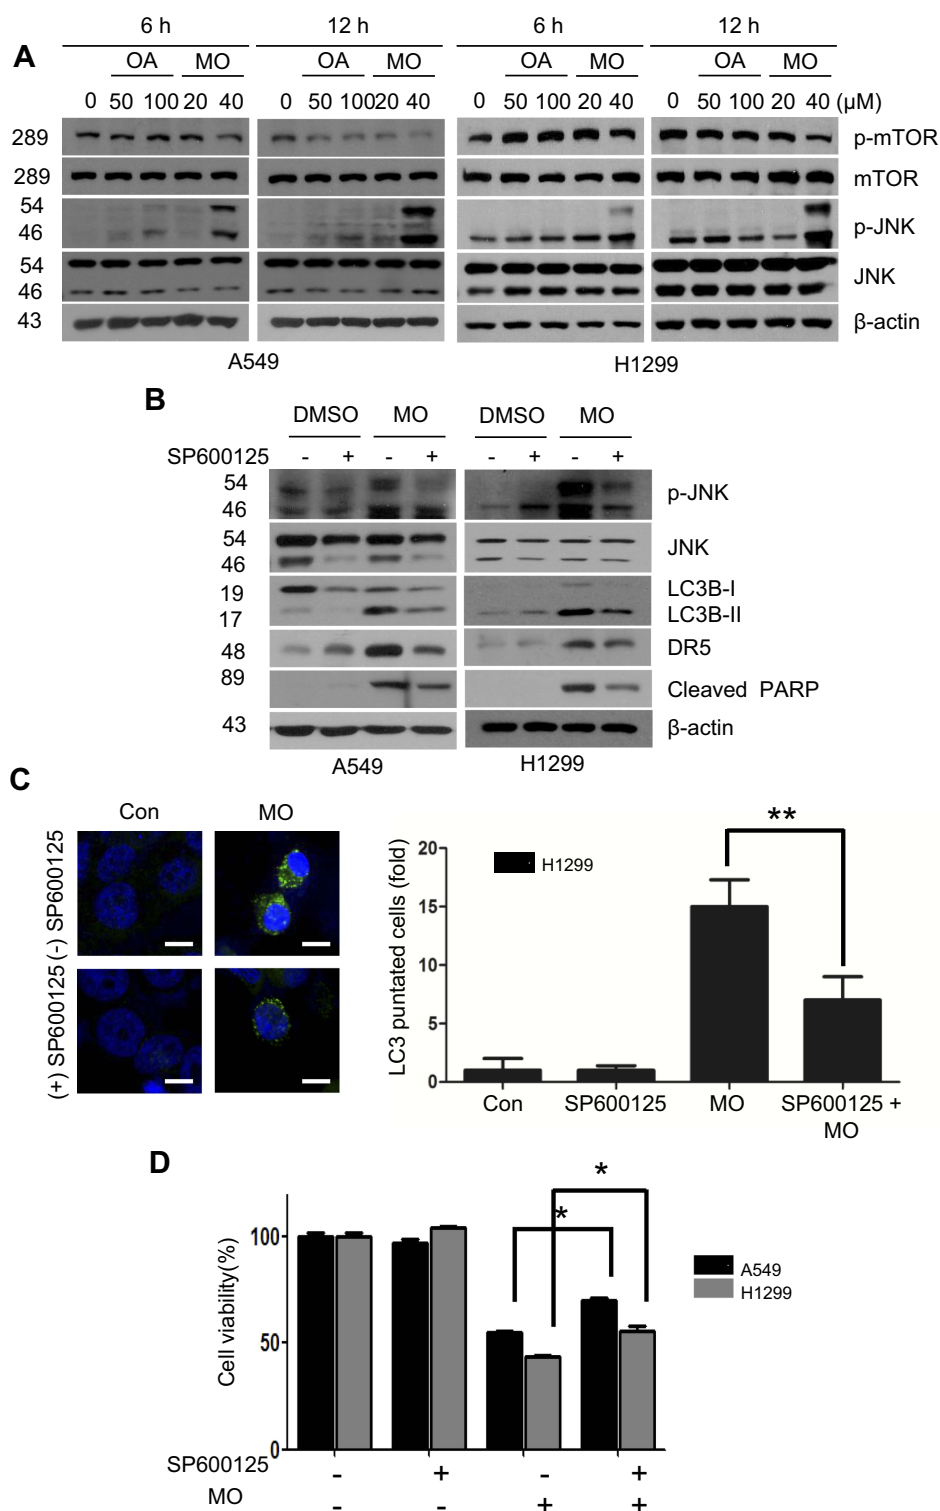 6 h 12 h 6 h 12 h
A
OA MO OA MO OA MO OA MO
0 50 100 20 40 0 50 100 20 40 0 50 100 20 40 0 50 100 20 40 (μM)
289 p-mTOR
289 mTOR
54
46 p-JNK
54
46 JNK
43 β-actin
A549 H1299
B
DMSO MO DMSO MO
SP600125 - + - + - + - +
54
46 p-JNK
54
46 JNK
19 LC3B-I
17 LC3B-II
48 DR5
89 Cleaved PARP
43 β-actin
A549 H1299
C
Con MO
(-) SP600125
(+) SP600125
LC3 puntated cells (fold)
20
15
10
5
0
**
H1299
Con SP600125 MO SP600125 +
MO
D
Cell viability(%)
100
50
0
*
*
A549
H1299
SP600125 - + - +
MO - - + +